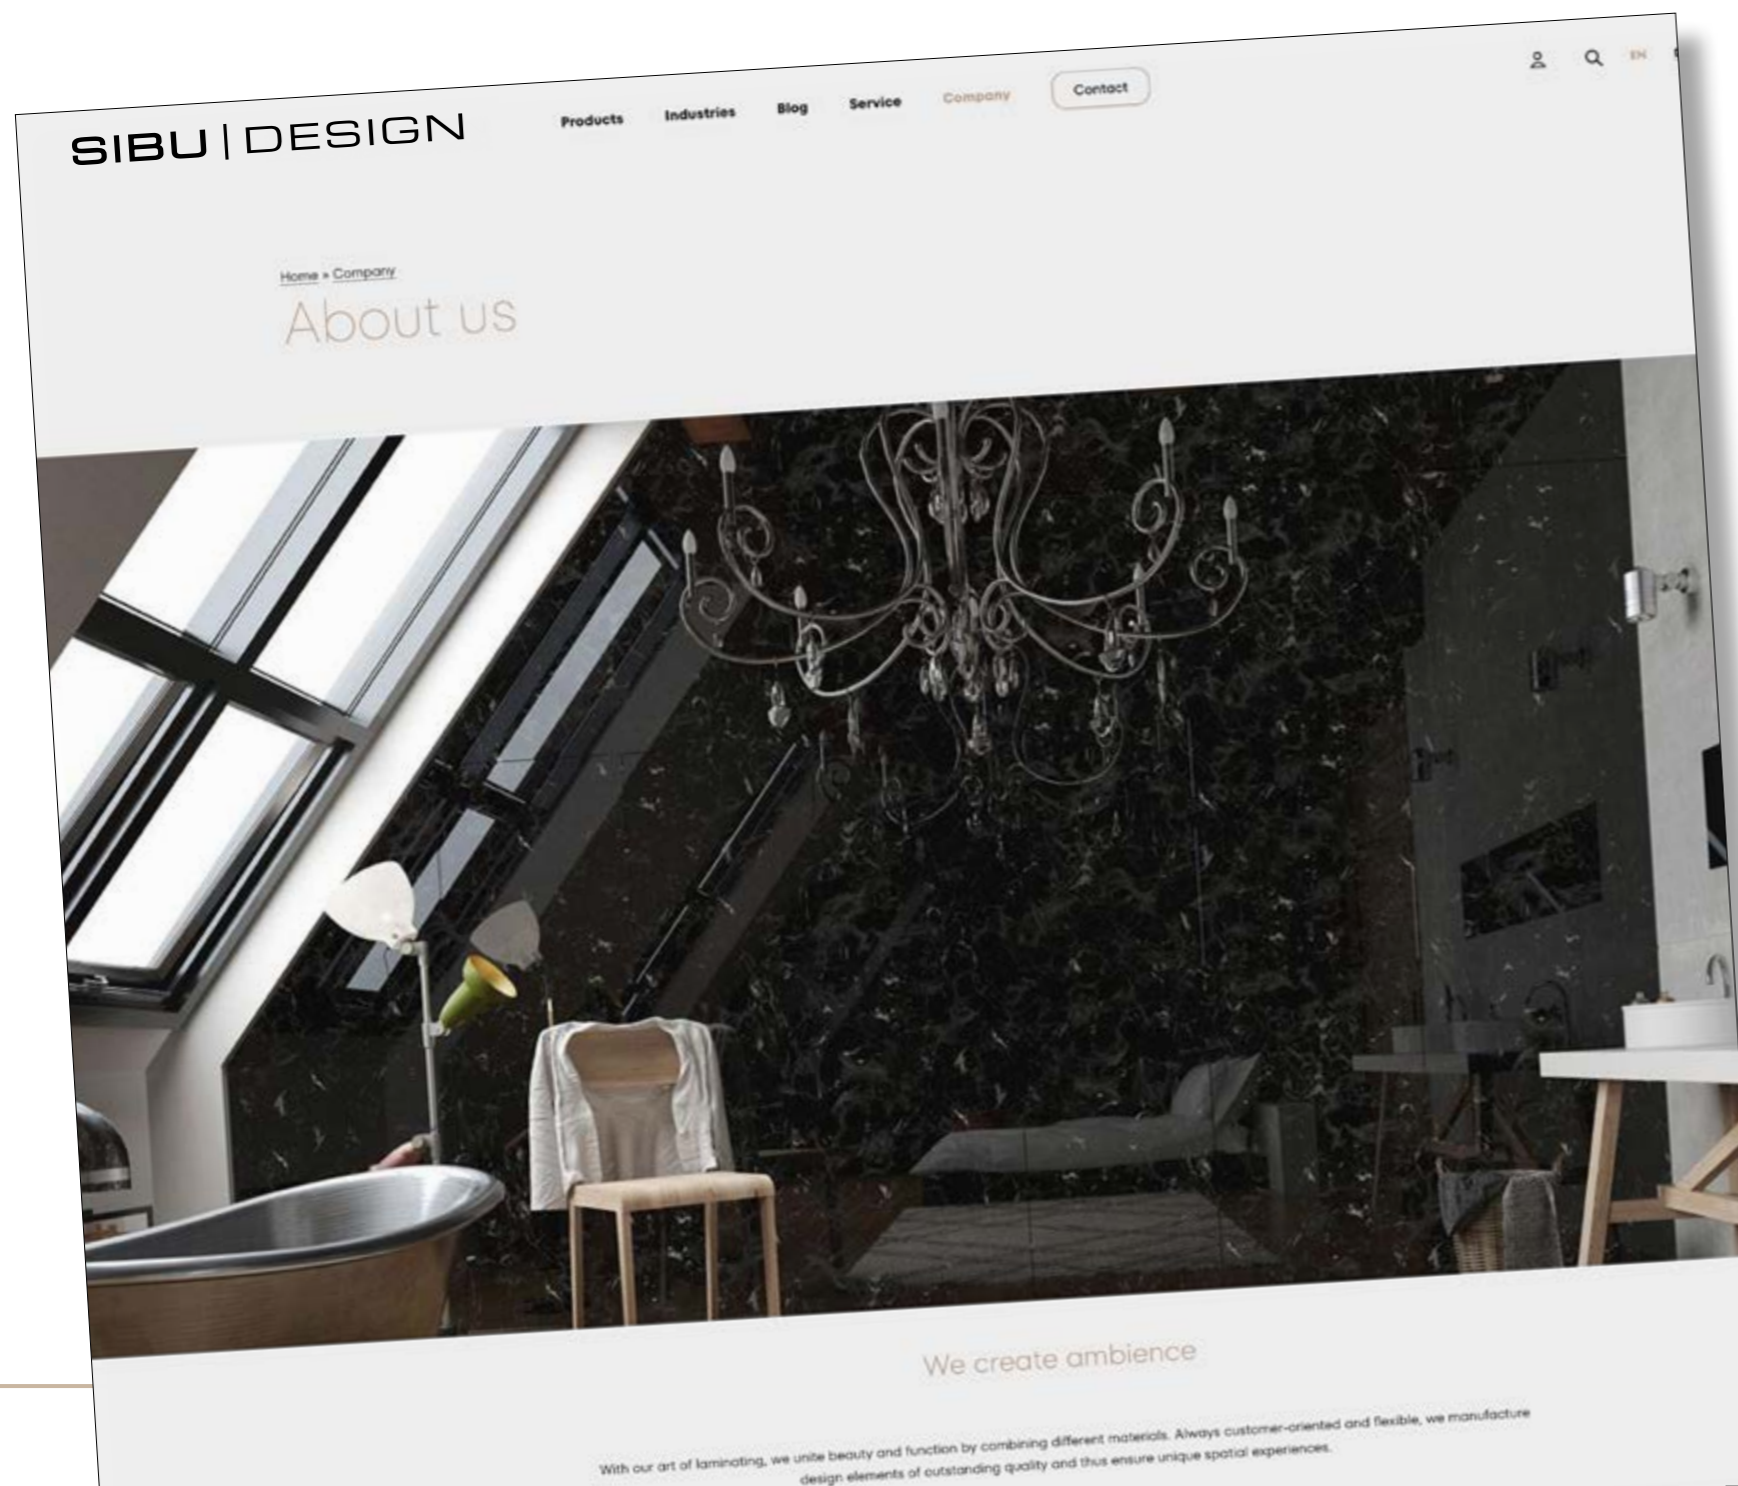 SIBU | DESIGN
Products Industries Blog Service Company Contact
EN
Home » Company
About us
We create ambience
With our art of laminating, we unite beauty and function by combining different materials. Always customer-oriented and flexible, we manufacture
design elements of outstanding quality and thus ensure unique spatial experiences.